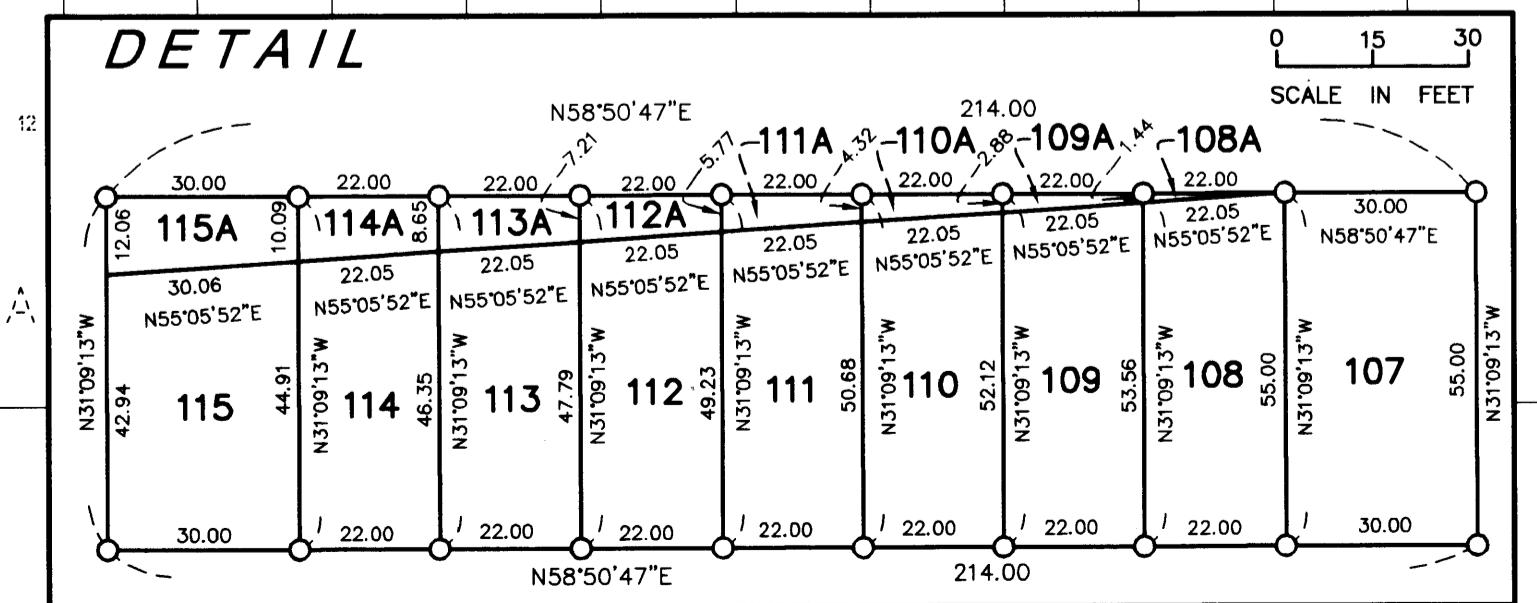 DETAIL
0 15 30
SCALE IN FEET
12
N58°50'47"E
214.00
7.21
5.77
111A
4.32
110A
2.88
109A
1.44
108A
30.00 22.00 22.00 22.00 22.00 22.00 22.00 22.00 30.00
12.06
115A
10.09
114A
8.65
113A
112A
30.06 22.05 22.05 22.05 22.05 22.05 22.05 22.05
N55°05'52"E N55°05'52"E N55°05'52"E N55°05'52"E N55°05'52"E N55°05'52"E N55°05'52"E N55°05'52"E N58°50'47"E
A
N31°09'13"W
42.94
115
44.91
N31°09'13"W
114
46.35
N31°09'13"W
113
47.79
N31°09'13"W
112
49.23
N31°09'13"W
111
50.68
N31°09'13"W
110
52.12
N31°09'13"W
109
53.56
N31°09'13"W
108
55.00
N31°09'13"W
107
55.00
N31°09'13"W
30.00 22.00 22.00 22.00 22.00 22.00 22.00 22.00 30.00
N58°50'47"E
214.00